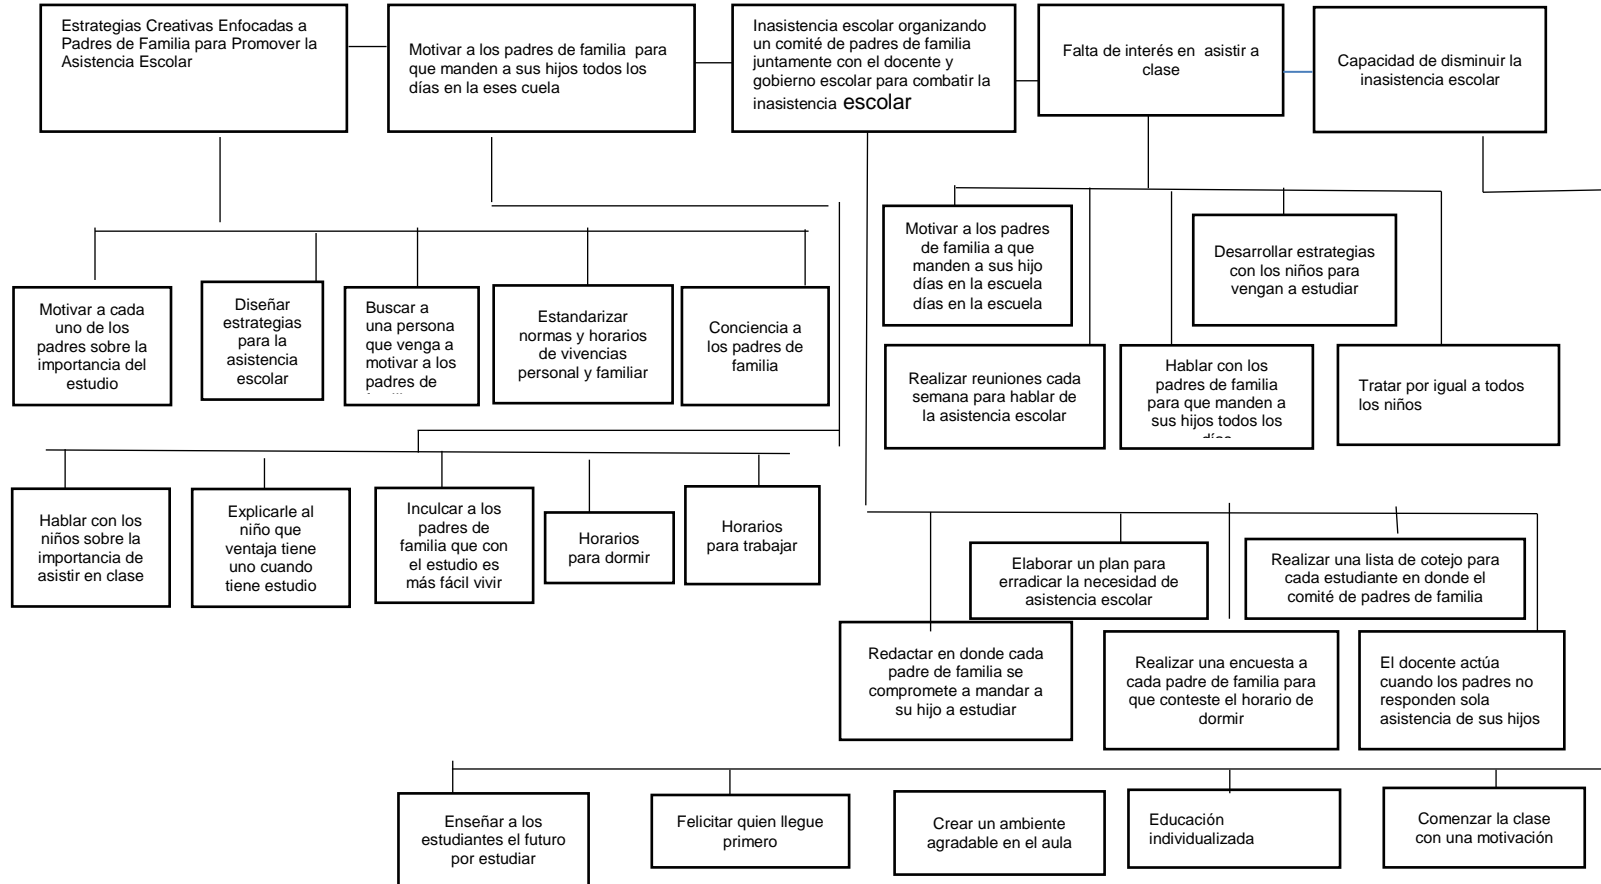 Estrategias Creativas Enfocadas a
Padres de Familia para Promover la
Asistencia Escolar
Motivar a los padres de familia para
que manden a sus hijos todos los
días en la eses cuela
Inasistencia escolar organizando
un comité de padres de familia
juntamente con el docente y
gobierno escolar para combatir la
inasistencia escolar
Falta de interés en asistir a
clase
Capacidad de disminuir la
inasistencia escolar
Motivar a cada
uno de los
padres sobre la
importancia del
estudio
Diseñar
estrategias
para la
asistencia
escolar
Buscar a
una persona
que venga a
motivar a los
padres de
Estandarizar
normas y horarios
de vivencias
personal y familiar
Conciencia a
los padres de
familia
Motivar a los padres
de familia a que
manden a sus hijo
días en la escuela
días en la escuela
Desarrollar estrategias
con los niños para
vengan a estudiar
Realizar reuniones cada
semana para hablar de
la asistencia escolar
Hablar con los
padres de familia
para que manden a
sus hijos todos los
Tratar por igual a todos
los niños
Hablar con los
niños sobre la
importancia de
asistir en clase
Explicarle al
niño que
ventaja tiene
uno cuando
tiene estudio
Inculcar a los
padres de
familia que con
el estudio es
más fácil vivir
Horarios
para dormir
Horarios
para trabajar
Elaborar un plan para
erradicar la necesidad de
asistencia escolar
Realizar una lista de cotejo para
cada estudiante en donde el
comité de padres de familia
Redactar en donde cada
padre de familia se
compromete a mandar a
su hijo a estudiar
Realizar una encuesta a
cada padre de familia para
que conteste el horario de
dormir
El docente actúa
cuando los padres no
responden sola
asistencia de sus hijos
Enseñar a los
estudiantes el futuro
por estudiar
Felicitar quien llegue
primero
Crear un ambiente
agradable en el aula
Educación
individualizada
Comenzar la clase
con una motivación